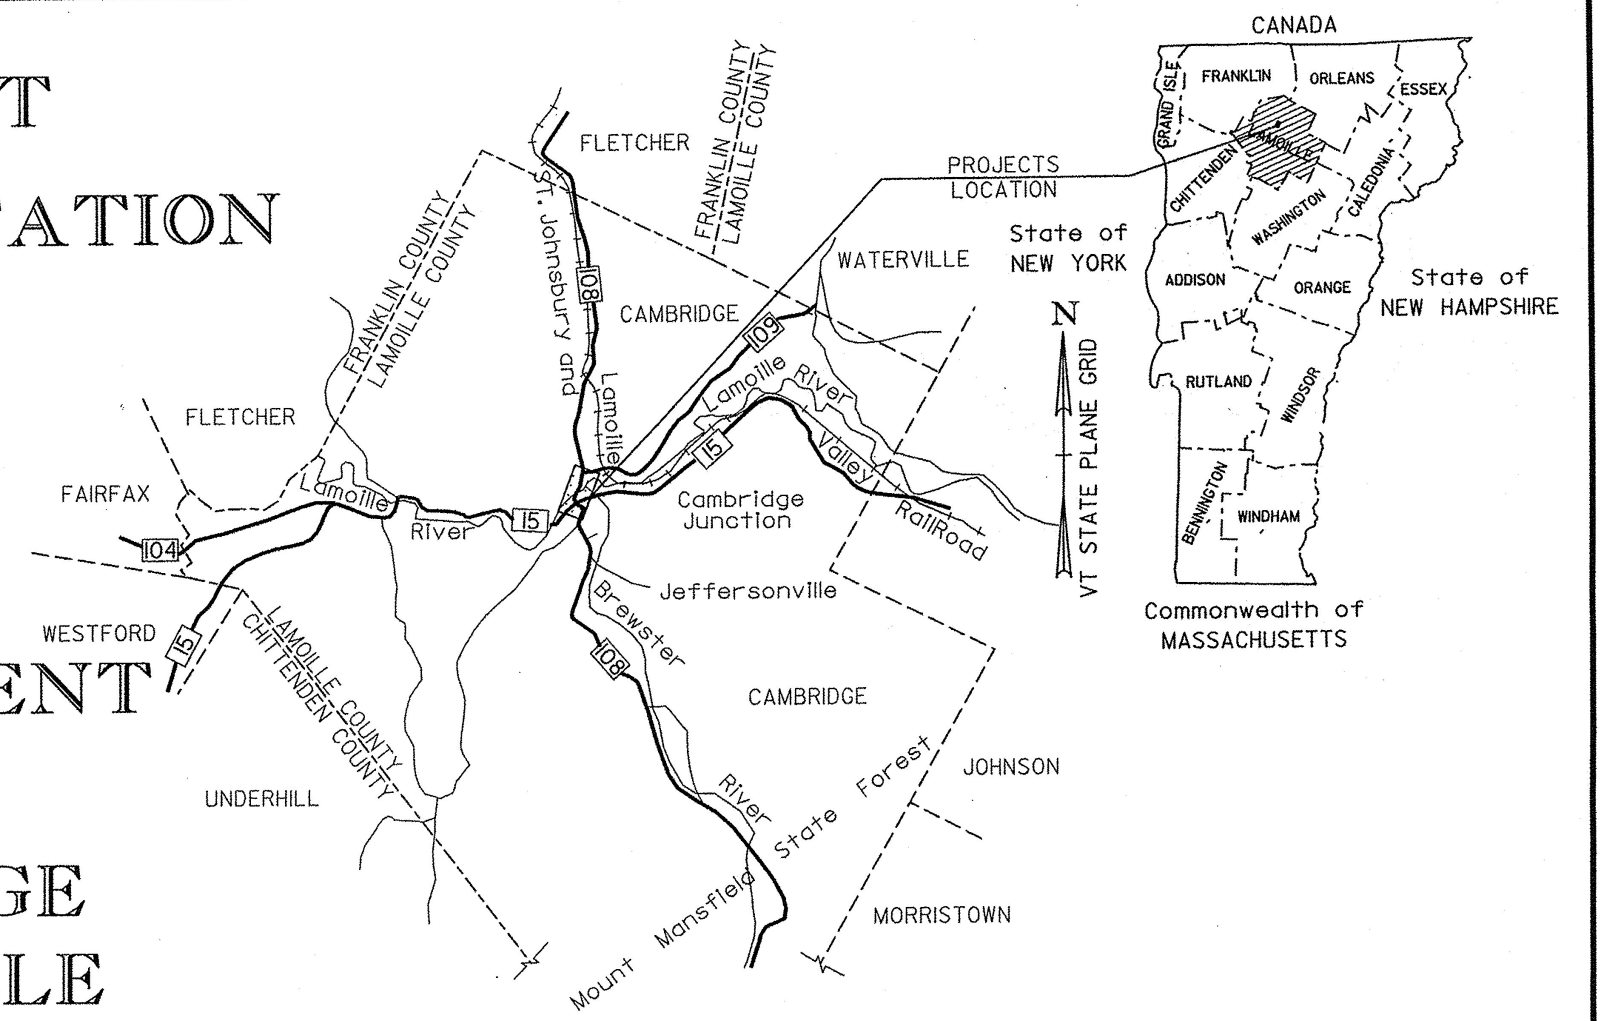 T
TATION
ENT
GE
LE
CANADA
GRAND ISLE
FRANKLIN
ORLEANS
ESSEX
LAMOILLE
CHITTENDEN
CALEDONIA
WASHINGTON
ADDISON
ORANGE
RUTLAND
WINDSOR
BENNINGTON
WINDHAM
State of
NEW YORK
State of
NEW HAMPSHIRE
Commonwealth of
MASSACHUSETTS
PROJECTS
LOCATION
N
VT STATE PLANE GRID
FLETCHER
FRANKLIN COUNTY
LAMOILLE COUNTY
FRANKLIN COUNTY
LAMOILLE COUNTY
WATERVILLE
CAMBRIDGE
St. Johnsbury and
Lamoille
Valley
RailRoad
108
109
Lamoille River
15
FLETCHER
FAIRFAX
Lamoille
River
15
104
Cambridge
Junction
Jeffersonville
WESTFORD
15
LAMOILLE COUNTY
CHITTENDEN COUNTY
Brewster
River
108
CAMBRIDGE
UNDERHILL
JOHNSON
Mount Mansfield State Forest
MORRISTOWN